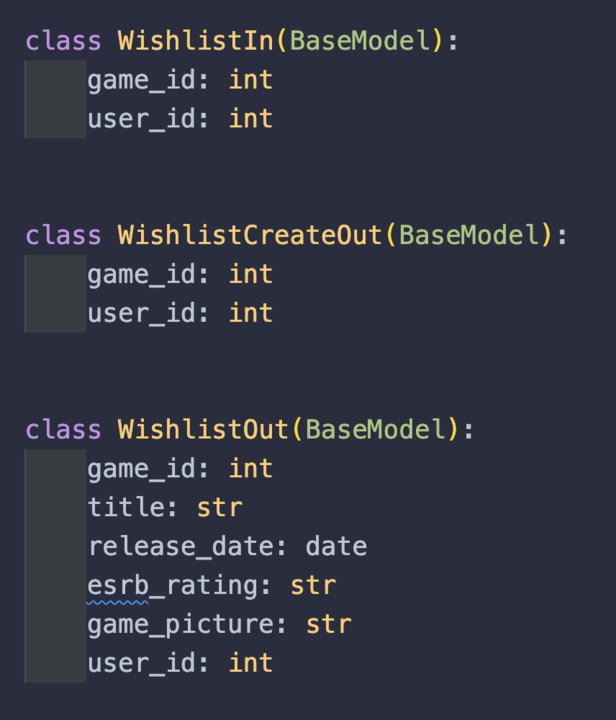 class WishlistIn(BaseModel):
    game_id: int
    user_id: int
class WishlistCreateOut(BaseModel):
    game_id: int
    user_id: int
class WishlistOut(BaseModel):
    game_id: int
    title: str
    release_date: date
    esrb_rating: str
    game_picture: str
    user_id: int